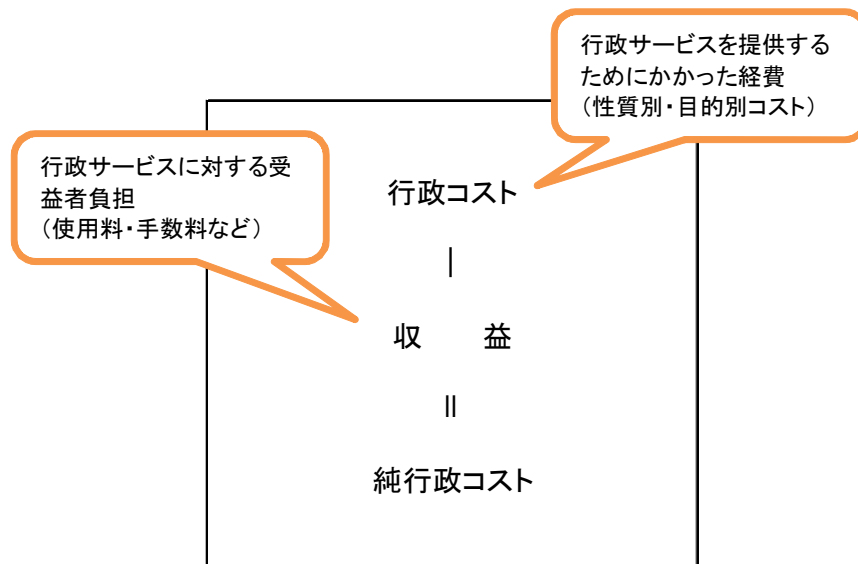 行政サービスを提供する
ためにかかった経費
（性質別・目的別コスト）
行政サービスに対する受
益者負担
（使用料・手数料など）
行政コスト
｜
収　　益
||
純行政コスト